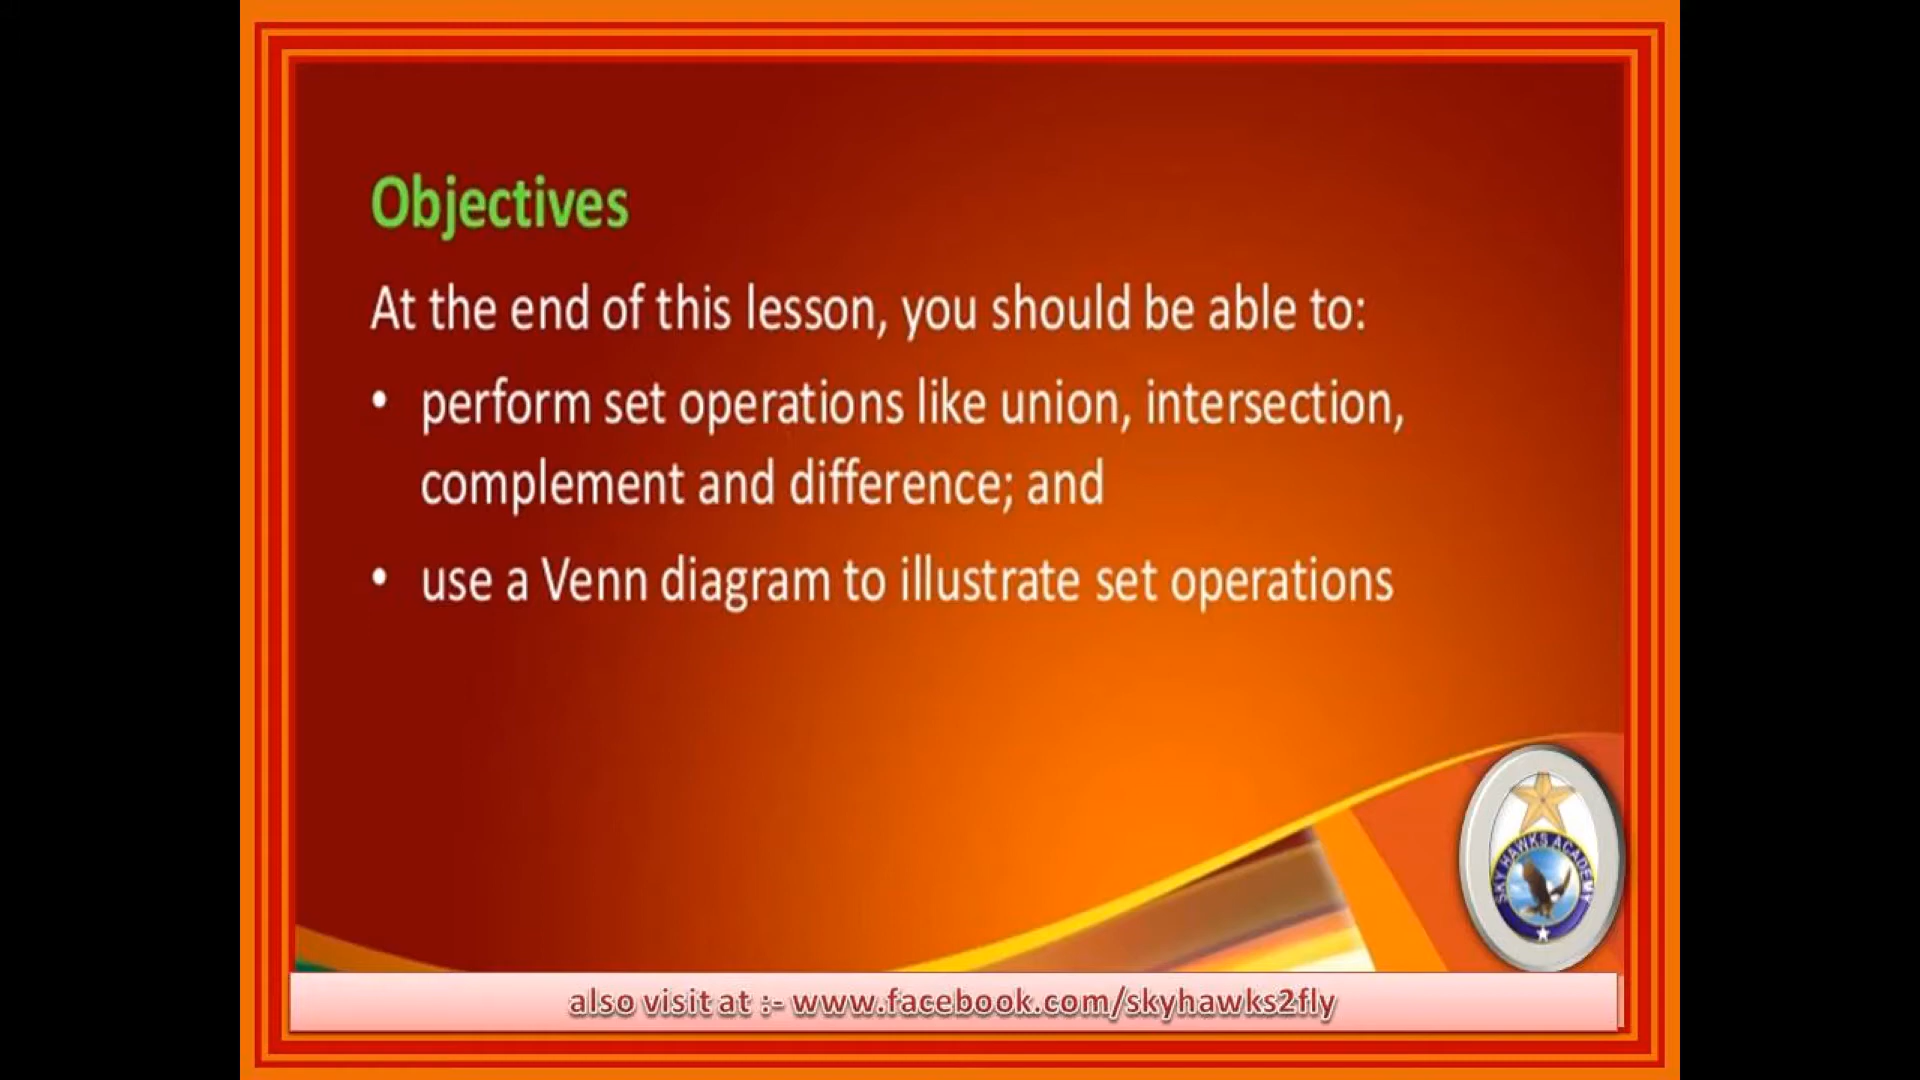 Objectives
At the end of this lesson, you should be able to:
• perform set operations like union, intersection,
complement and difference; and
• use a Venn diagram to illustrate set operations
SKY HAWKS ACADEMY
also visit at :- www.facebook.com/skyhawks2fly